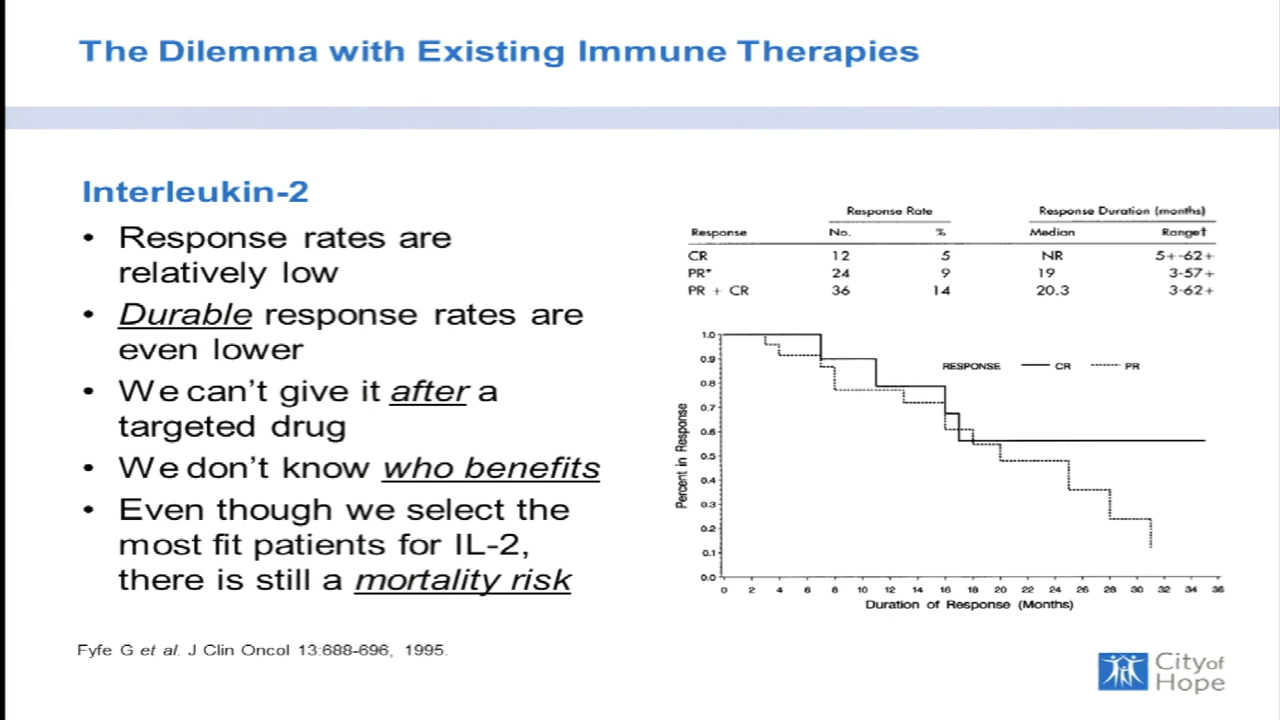 The Dilemma with Existing Immune Therapies
Interleukin-2
• Response rates are
relatively low
• Durable response rates are
even lower
• We can't give it after a
targeted drug
• We don't know who benefits
• Even though we select the
most fit patients for IL-2,
there is still a mortality risk
Response Rate Response Duration (months)
Response No. % Median Range†
CR 12 5 NR 5+-62+
PR* 24 9 19 3-57+
PR + CR 36 14 20.3 3-62+
RESPONSE CR PR
Percent in Response
1.0
0.9
0.8
0.7
0.6
0.5
0.4
0.3
0.2
0.1
0.0
0 2 4 6 8 10 12 14 16 18 20 22 24 26 28 30 32 34 36
Duration of Response (Months)
Fyfe G et al. J Clin Oncol 13:688-696, 1995.
City of
Hope